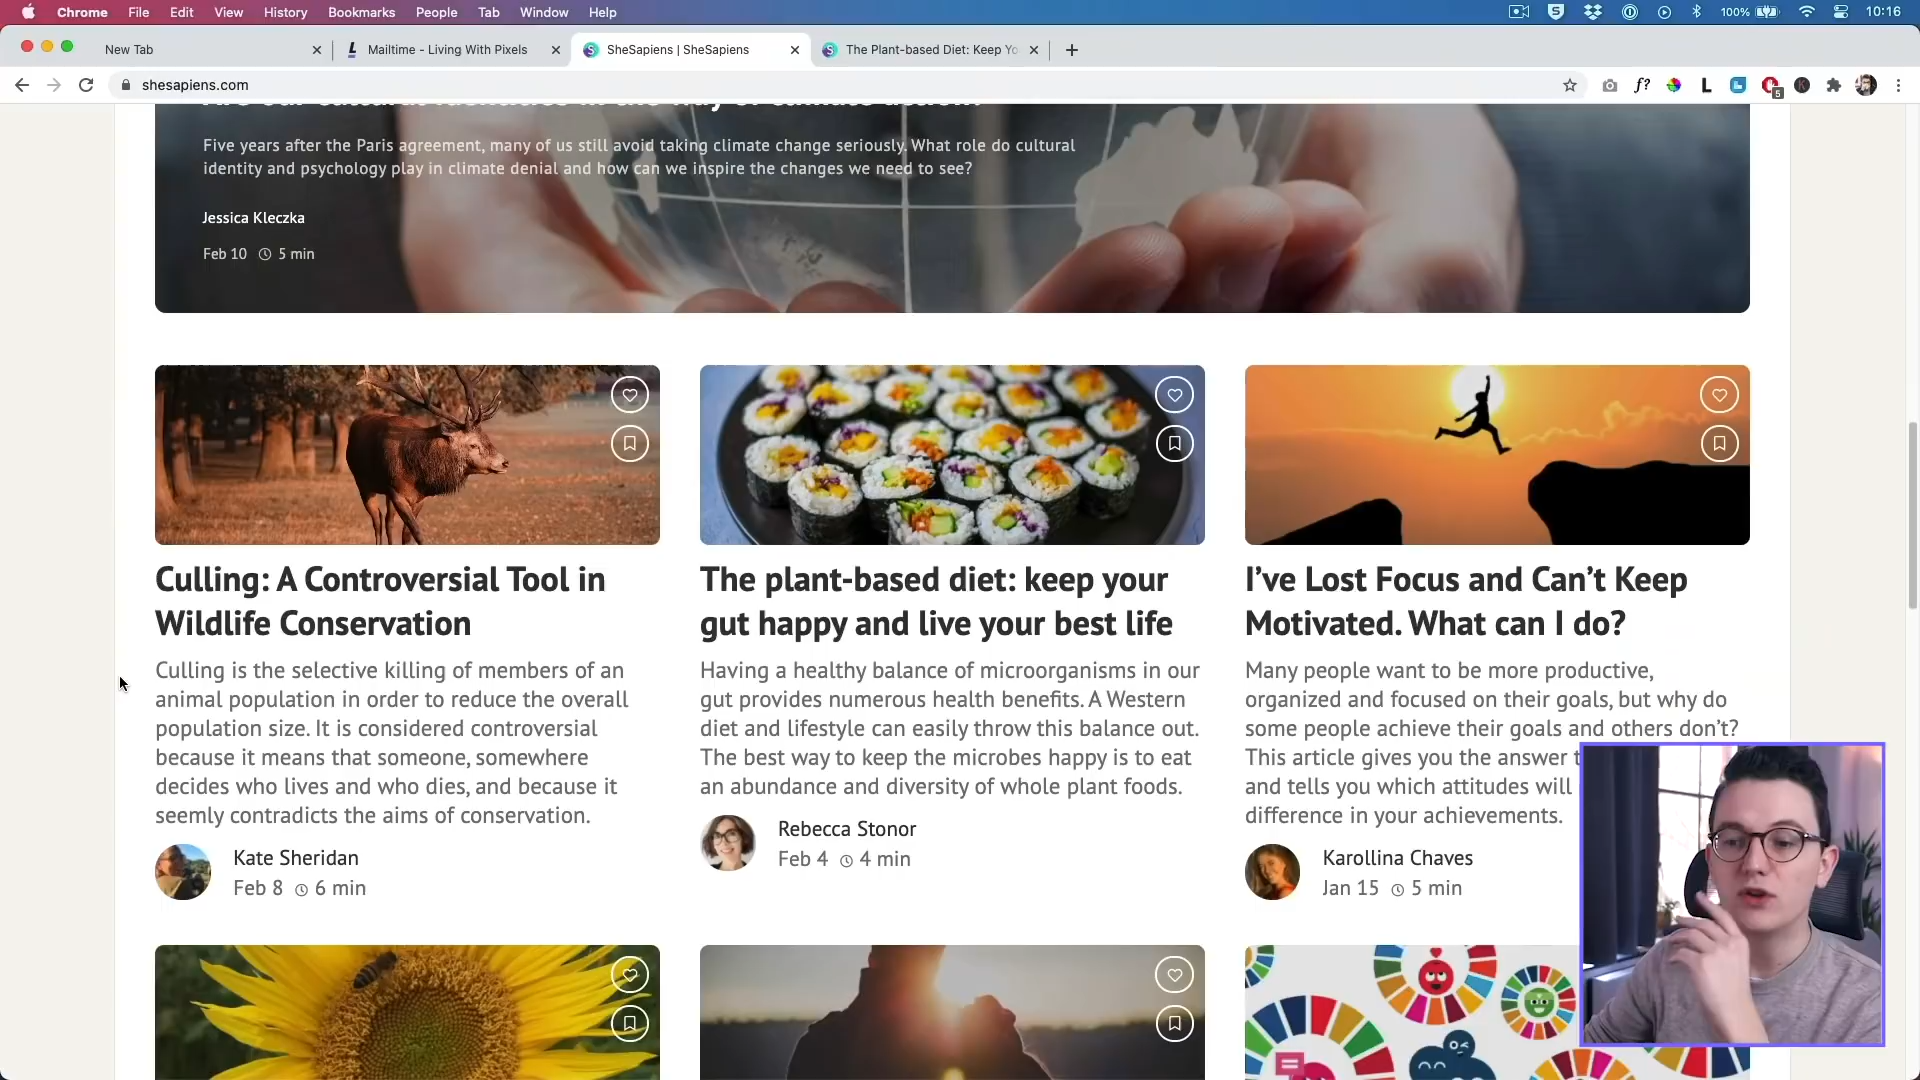 Chrome File Edit View History Bookmarks People Tab Window Help 100% 10:16
New Tab Mailtime - Living With Pixels SheSapiens | SheSapiens The Plant-based Diet: Keep Yo
shesapiens.com f? L 5
Five years after the Paris agreement, many of us still avoid taking climate change seriously. What role do cultural
identity and psychology play in climate denial and how can we inspire the changes we need to see?
Jessica Kleczka
Feb 10 5 min
Culling: A Controversial Tool in
Wildlife Conservation
Culling is the selective killing of members of an
animal population in order to reduce the overall
population size. It is considered controversial
because it means that someone, somewhere
decides who lives and who dies, and because it
seemly contradicts the aims of conservation.
Kate Sheridan
Feb 8 6 min
The plant-based diet: keep your
gut happy and live your best life
Having a healthy balance of microorganisms in our
gut provides numerous health benefits. A Western
diet and lifestyle can easily throw this balance out.
The best way to keep the microbes happy is to eat
an abundance and diversity of whole plant foods.
Rebecca Stonor
Feb 4 4 min
I've Lost Focus and Can't Keep
Motivated. What can I do?
Many people want to be more productive,
organized and focused on their goals, but why do
some people achieve their goals and others don't?
This article gives you the answer
and tells you which attitudes will
difference in your achievements.
Karollina Chaves
Jan 15 5 min